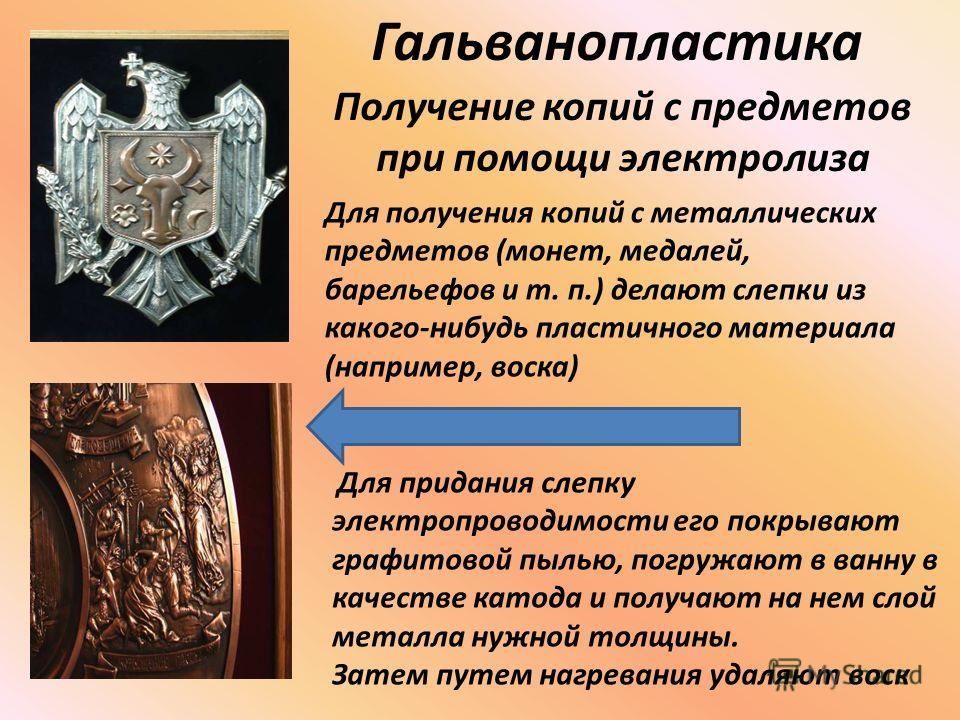 Гальванопластика
Получение копий с предметов
при помощи электролиза
Для получения копий с металлических
предметов (монет, медалей,
барельефов и т. п.) делают слепки из
какого-нибудь пластичного материала
(например, воска)
Для придания слепку
электропроводимости его покрывают
графитовой пылью, погружают в ванну в
качестве катода и получают на нем слой
металла нужной толщины.
Затем путем нагревания удаляют воск
MyShared